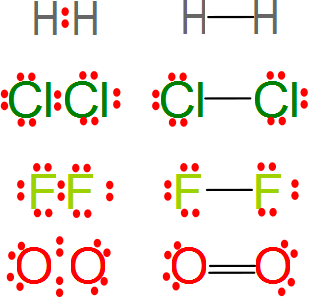 H:H H—H
Cl:Cl Cl—Cl
F:F F—F
O::O O=O